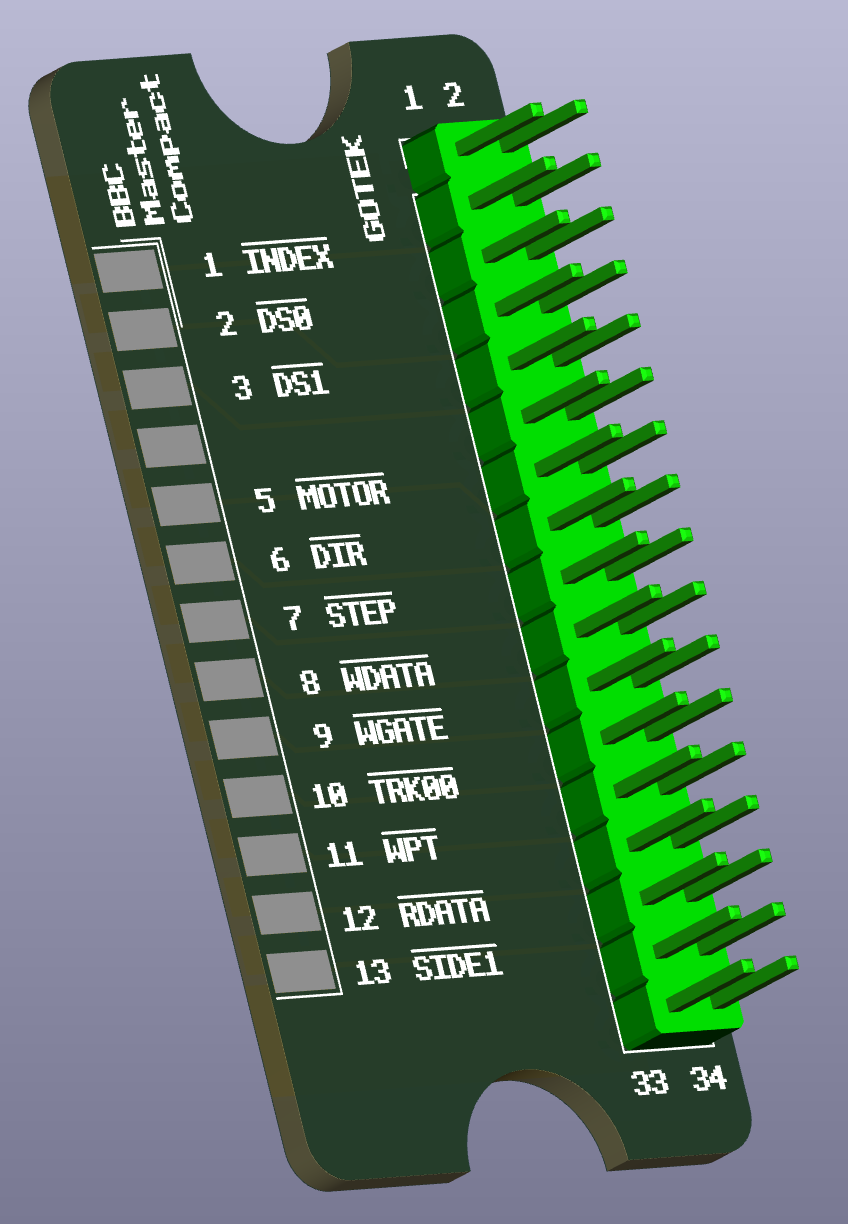 BBC
Master
Compact
GOTEK
1 2
1 INDEX
2 DS0
3 DS1
5 MOTOR
6 DIR
7 STEP
8 WDATA
9 WGATE
10 TRK00
11 WPT
12 RDATA
13 SIDE1
33 34